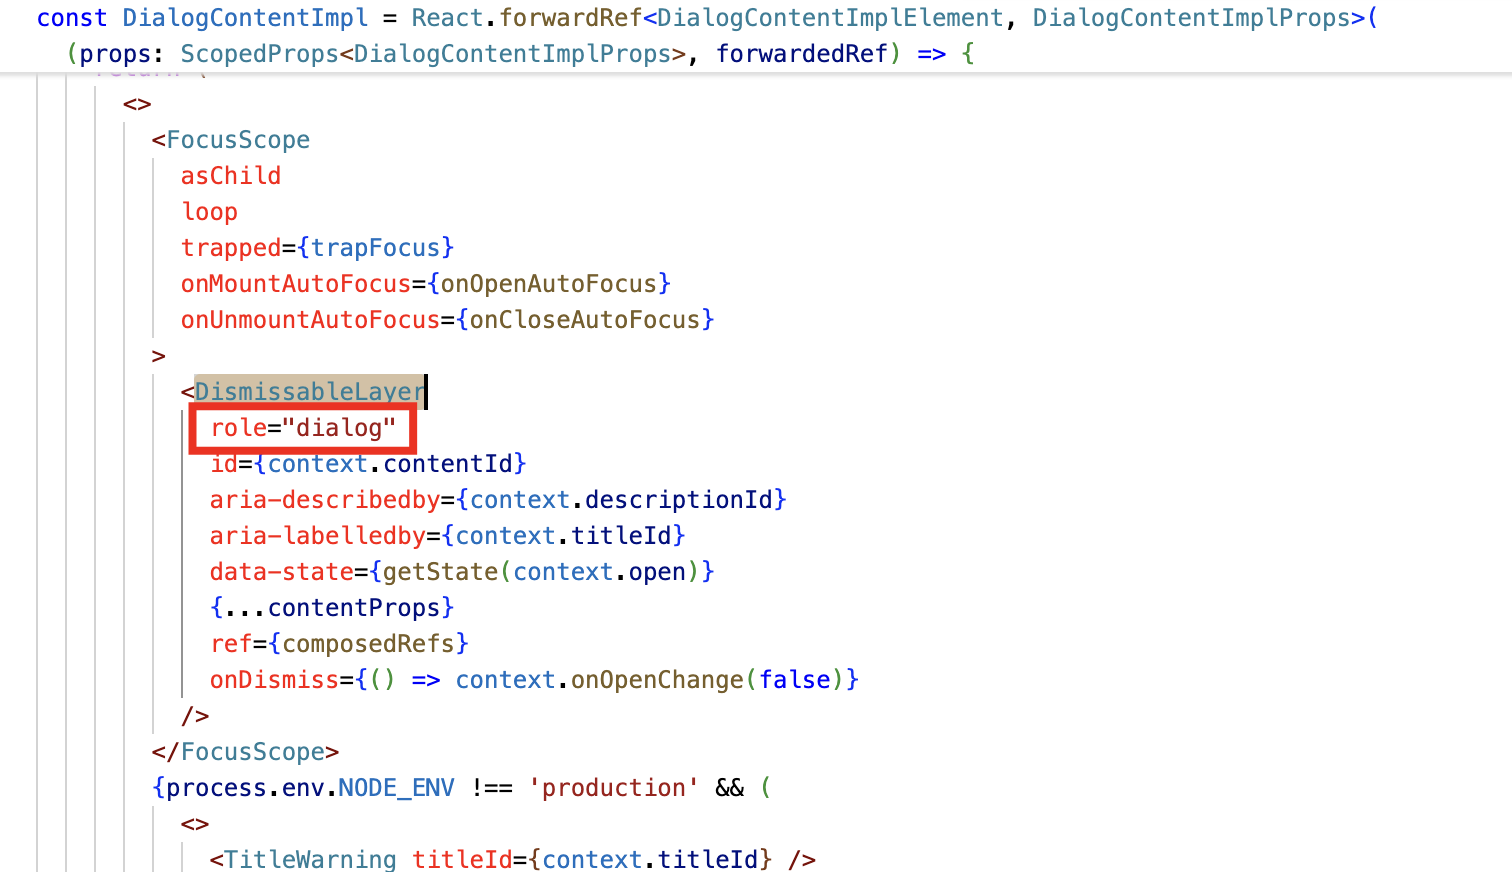 const DialogContentImpl = React.forwardRef<DialogContentImplElement, DialogContentImplProps>(
(props: ScopedProps<DialogContentImplProps>, forwardedRef) => {
<>
<FocusScope
asChild
loop
trapped={trapFocus}
onMountAutoFocus={onOpenAutoFocus}
onUnmountAutoFocus={onCloseAutoFocus}
>
<DismissableLayer
role="dialog"
id={context.contentId}
aria-describedby={context.descriptionId}
aria-labelledby={context.titleId}
data-state={getState(context.open)}
{...contentProps}
ref={composedRefs}
onDismiss={() => context.onOpenChange(false)}
/>
</FocusScope>
{process.env.NODE_ENV !== 'production' && (
<>
<TitleWarning titleId={context.titleId} />